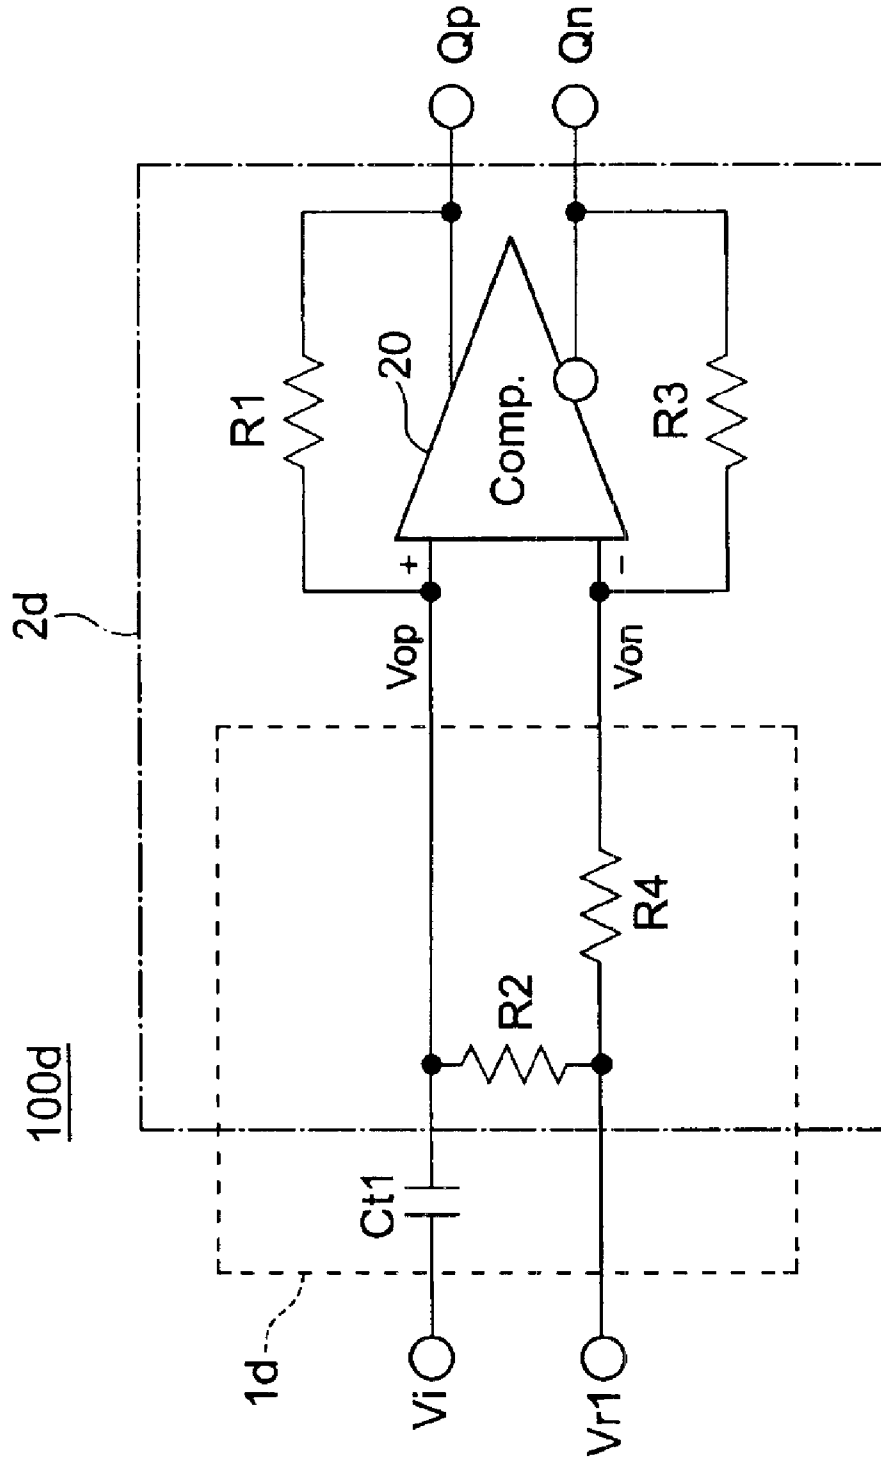 100d
2d
1d
Vi
Vr1
Ct1
R2
R4
Vop
Von
+
−
Comp.
20
R1
R3
Qp
Qn